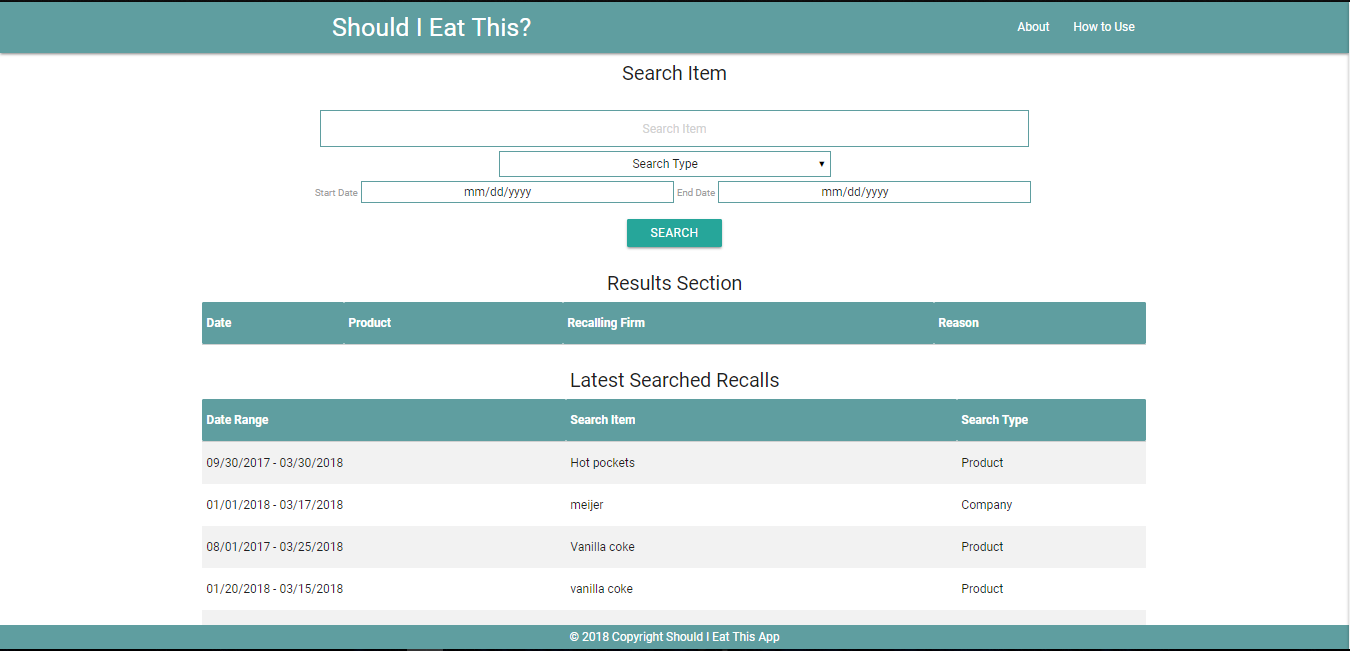 Should I Eat This? About How to Use
Search Item
Search Item
Search Type
Start Date mm/dd/yyyy End Date mm/dd/yyyy
SEARCH
Results Section
Date Product Recalling Firm Reason
Latest Searched Recalls
Date Range Search Item Search Type
09/30/2017 - 03/30/2018 Hot pockets Product
01/01/2018 - 03/17/2018 meijer Company
08/01/2017 - 03/25/2018 Vanilla coke Product
01/20/2018 - 03/15/2018 vanilla coke Product
© 2018 Copyright Should I Eat This App